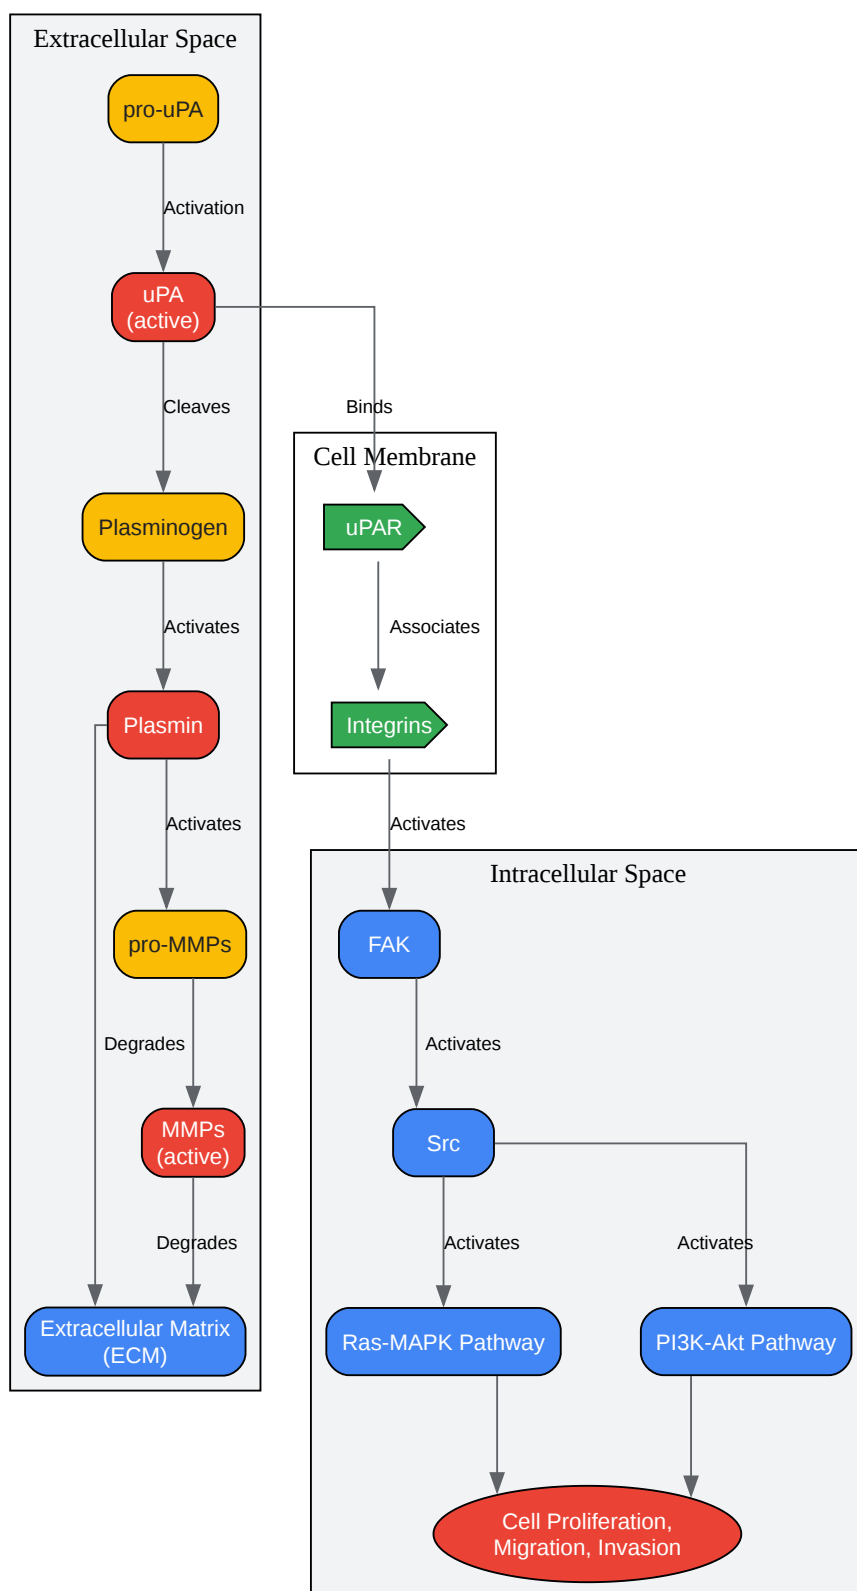 Extracellular Space
pro-uPA
Activation
uPA
(active)
Cleaves
Binds
Cell Membrane
Plasminogen
uPAR
Activates
Associates
Plasmin
Integrins
Activates
Activates
Intracellular Space
pro-MMPs
FAK
Degrades
Activates
MMPs
(active)
Src
Degrades
Activates
Activates
Extracellular Matrix
(ECM)
Ras-MAPK Pathway
PI3K-Akt Pathway
Cell Proliferation,
Migration, Invasion